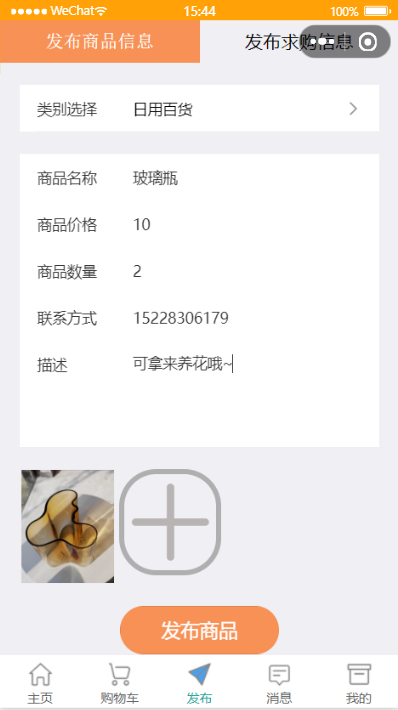 WeChat 15:44 100%
发布商品信息 发布求购信息
类别选择 日用百货
商品名称 玻璃瓶
商品价格 10
商品数量 2
联系方式 15228306179
描述 可拿来养花哦~
发布商品
主页 购物车 发布 消息 我的